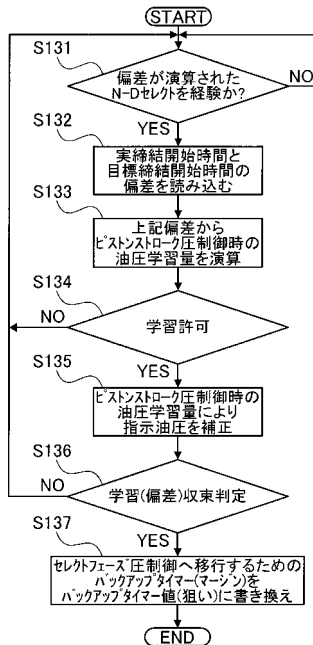 START
S131
偏差が演算された
N-Dセレクトを経験か?
NO
YES
S132
実締結開始時間と
目標締結開始時間の
偏差を読み込む
S133
上記偏差から
ピストンストローク圧制御時の
油圧学習量を演算
S134
NO
学習許可
YES
S135
ピストンストローク圧制御時の
油圧学習量により
指示油圧を補正
S136
NO
学習(偏差)収束判定
YES
S137
セレクトフェーズ圧制御へ移行するための
バックアップタイマー(マージン)を
バックアップタイマー値(狙い)に書き換え
END